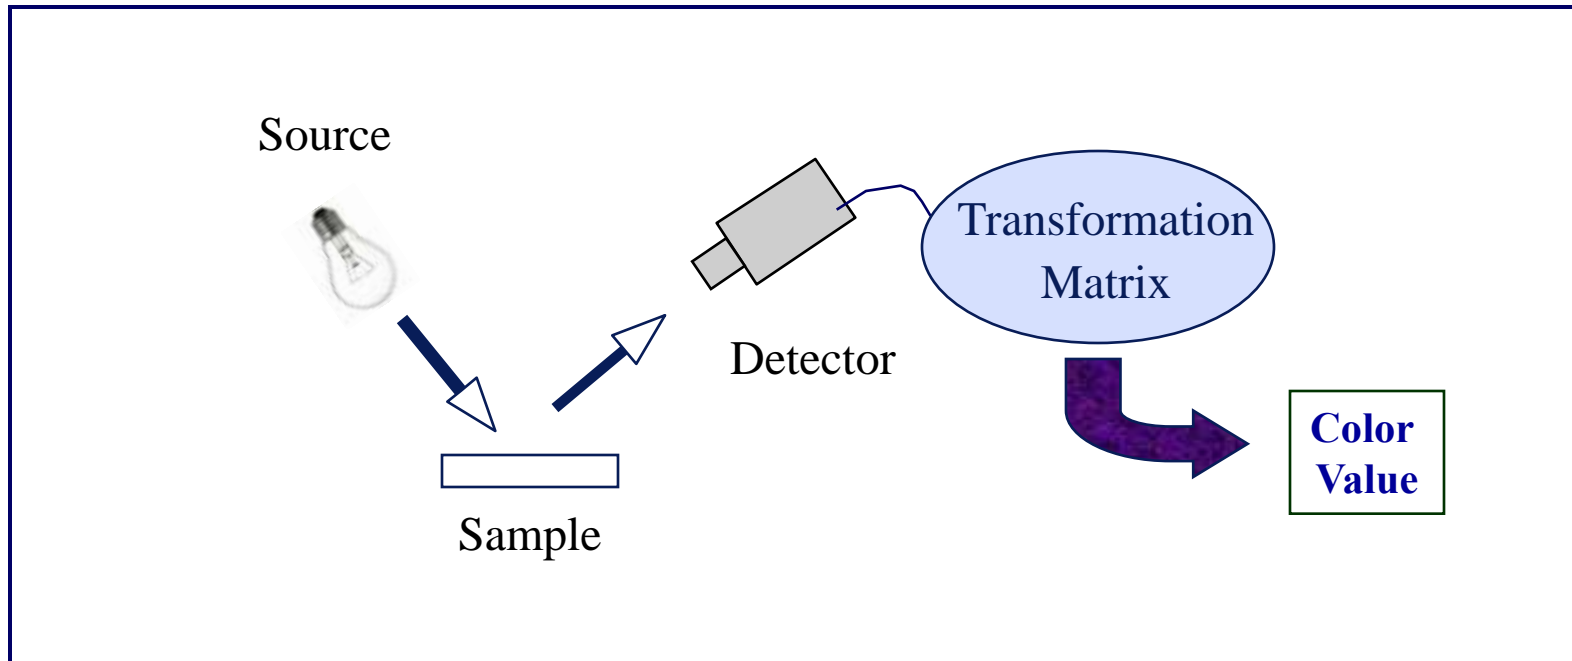 Source
Transformation
Matrix
Detector
Color
Value
Sample